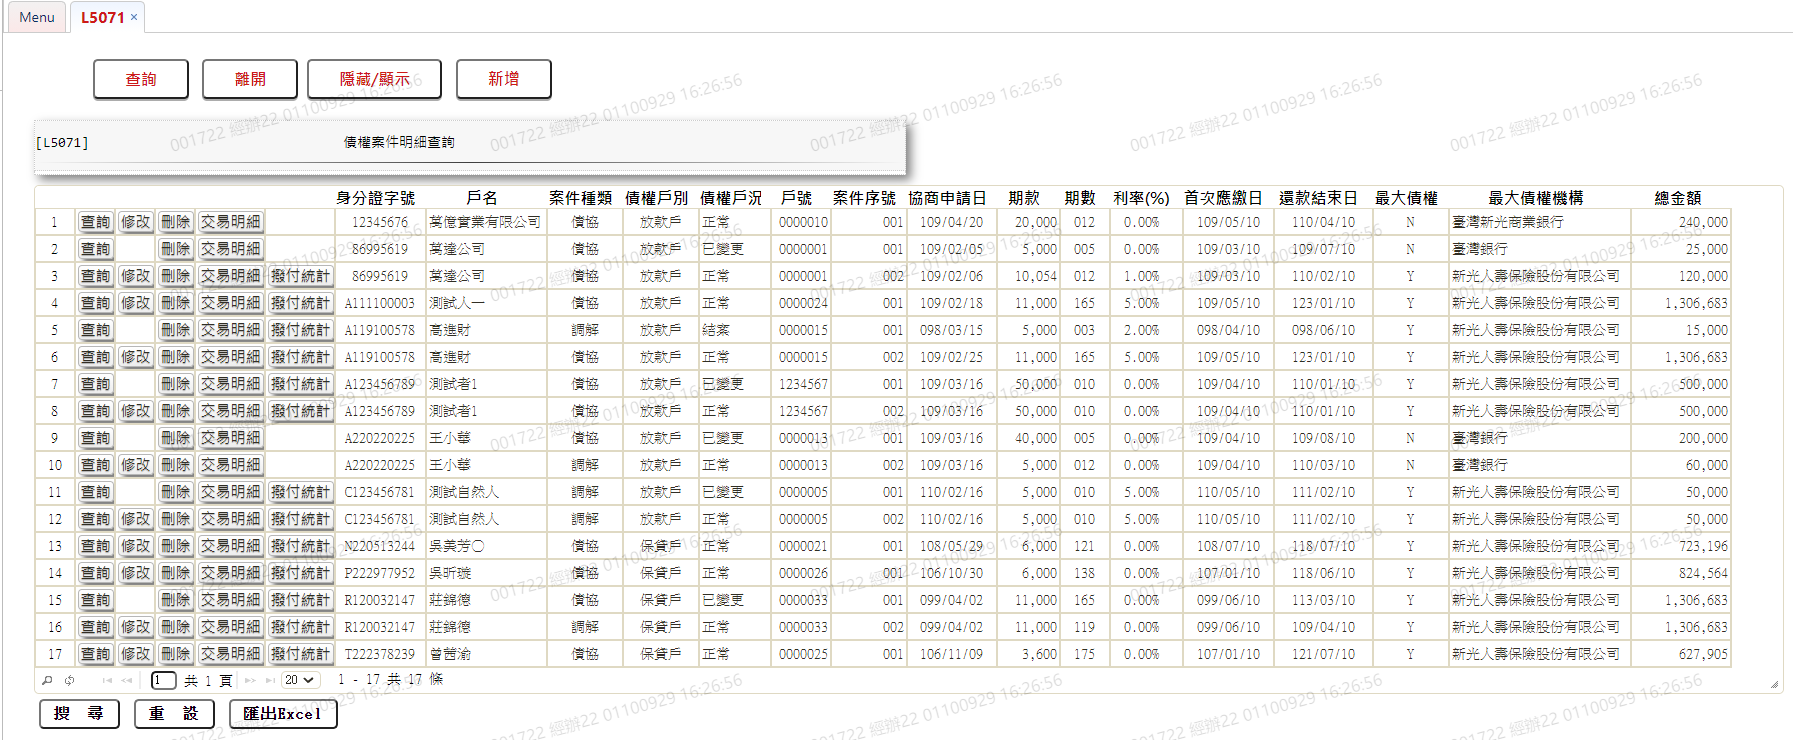 Menu L5071 ×
查詢 離開 隱藏/顯示 新增
[L5071] 債權案件明細查詢
身分證字號 戶名 案件種類 債權戶別 債權戶況 戶號 案件序號 協商申請日 期款 期數 利率(%) 首次應繳日 還款結束日 最大債權 最大債權機構 總金額
1 查詢 修改 刪除 交易明細 12345676 萬億實業有限公司 債協 放款戶 正常 0000010 001 109/04/20 20,000 012 0.00% 109/05/10 110/04/10 N 臺灣新光商業銀行 240,000
2 查詢 刪除 交易明細 86995619 萬達公司 債協 放款戶 已變更 0000001 001 109/02/05 5,000 005 0.00% 109/03/10 109/07/10 N 臺灣銀行 25,000
3 查詢 修改 刪除 交易明細 撥付統計 86995619 萬達公司 債協 放款戶 正常 0000001 002 109/02/06 10,054 012 1.00% 109/03/10 110/02/10 Y 新光人壽保險股份有限公司 120,000
4 查詢 修改 刪除 交易明細 撥付統計 A111100003 測試人一 債協 放款戶 正常 0000024 001 109/02/18 11,000 165 5.00% 109/05/10 123/01/10 Y 新光人壽保險股份有限公司 1,306,683
5 查詢 刪除 交易明細 撥付統計 A119100578 高進財 調解 放款戶 結案 0000015 001 098/03/15 5,000 003 2.00% 098/04/10 098/06/10 Y 新光人壽保險股份有限公司 15,000
6 查詢 修改 刪除 交易明細 撥付統計 A119100578 高進財 債協 放款戶 正常 0000015 002 109/02/25 11,000 165 5.00% 109/05/10 123/01/10 Y 新光人壽保險股份有限公司 1,306,683
7 查詢 刪除 交易明細 撥付統計 A123456789 測試者1 債協 放款戶 已變更 1234567 001 109/03/16 50,000 010 0.00% 109/04/10 110/01/10 Y 新光人壽保險股份有限公司 500,000
8 查詢 修改 刪除 交易明細 撥付統計 A123456789 測試者1 債協 放款戶 正常 1234567 002 109/03/16 50,000 010 0.00% 109/04/10 110/01/10 Y 新光人壽保險股份有限公司 500,000
9 查詢 刪除 交易明細 A220220225 王小華 債協 放款戶 已變更 0000013 001 109/03/16 40,000 005 0.00% 109/04/10 109/08/10 N 臺灣銀行 200,000
10 查詢 修改 刪除 交易明細 A220220225 王小華 調解 放款戶 正常 0000013 002 109/03/16 5,000 012 0.00% 109/04/10 110/03/10 N 臺灣銀行 60,000
11 查詢 刪除 交易明細 撥付統計 C123456781 測試自然人 調解 放款戶 已變更 0000005 001 110/02/16 5,000 010 5.00% 110/05/10 111/02/10 Y 新光人壽保險股份有限公司 50,000
12 查詢 修改 刪除 交易明細 撥付統計 C123456781 測試自然人 調解 放款戶 正常 0000005 002 110/02/16 5,000 010 5.00% 110/05/10 111/02/10 Y 新光人壽保險股份有限公司 50,000
13 查詢 修改 刪除 交易明細 撥付統計 N220513244 吳美芳〇 債協 保貸戶 正常 0000021 001 108/05/29 6,000 121 0.00% 108/07/10 118/07/10 Y 新光人壽保險股份有限公司 723,196
14 查詢 修改 刪除 交易明細 撥付統計 P222977952 吳昕璇 債協 保貸戶 正常 0000026 001 106/10/30 6,000 138 0.00% 107/01/10 118/06/10 Y 新光人壽保險股份有限公司 824,564
15 查詢 刪除 交易明細 撥付統計 R120032147 莊錦德 債協 保貸戶 已變更 0000033 001 099/04/02 11,000 165 0.00% 099/06/10 113/03/10 Y 新光人壽保險股份有限公司 1,306,683
16 查詢 修改 刪除 交易明細 撥付統計 R120032147 莊錦德 調解 保貸戶 正常 0000033 002 099/04/02 11,000 119 0.00% 099/06/10 109/04/10 Y 新光人壽保險股份有限公司 1,306,683
17 查詢 修改 刪除 交易明細 撥付統計 T222378239 曾茜渝 債協 保貸戶 正常 0000025 001 106/11/09 3,600 175 0.00% 107/01/10 121/07/10 Y 新光人壽保險股份有限公司 627,905
1 共 1 頁 20 1 - 17 共 17 條
搜 尋 重 設 匯出Excel
001722 經辦22 01100929 16:26:56